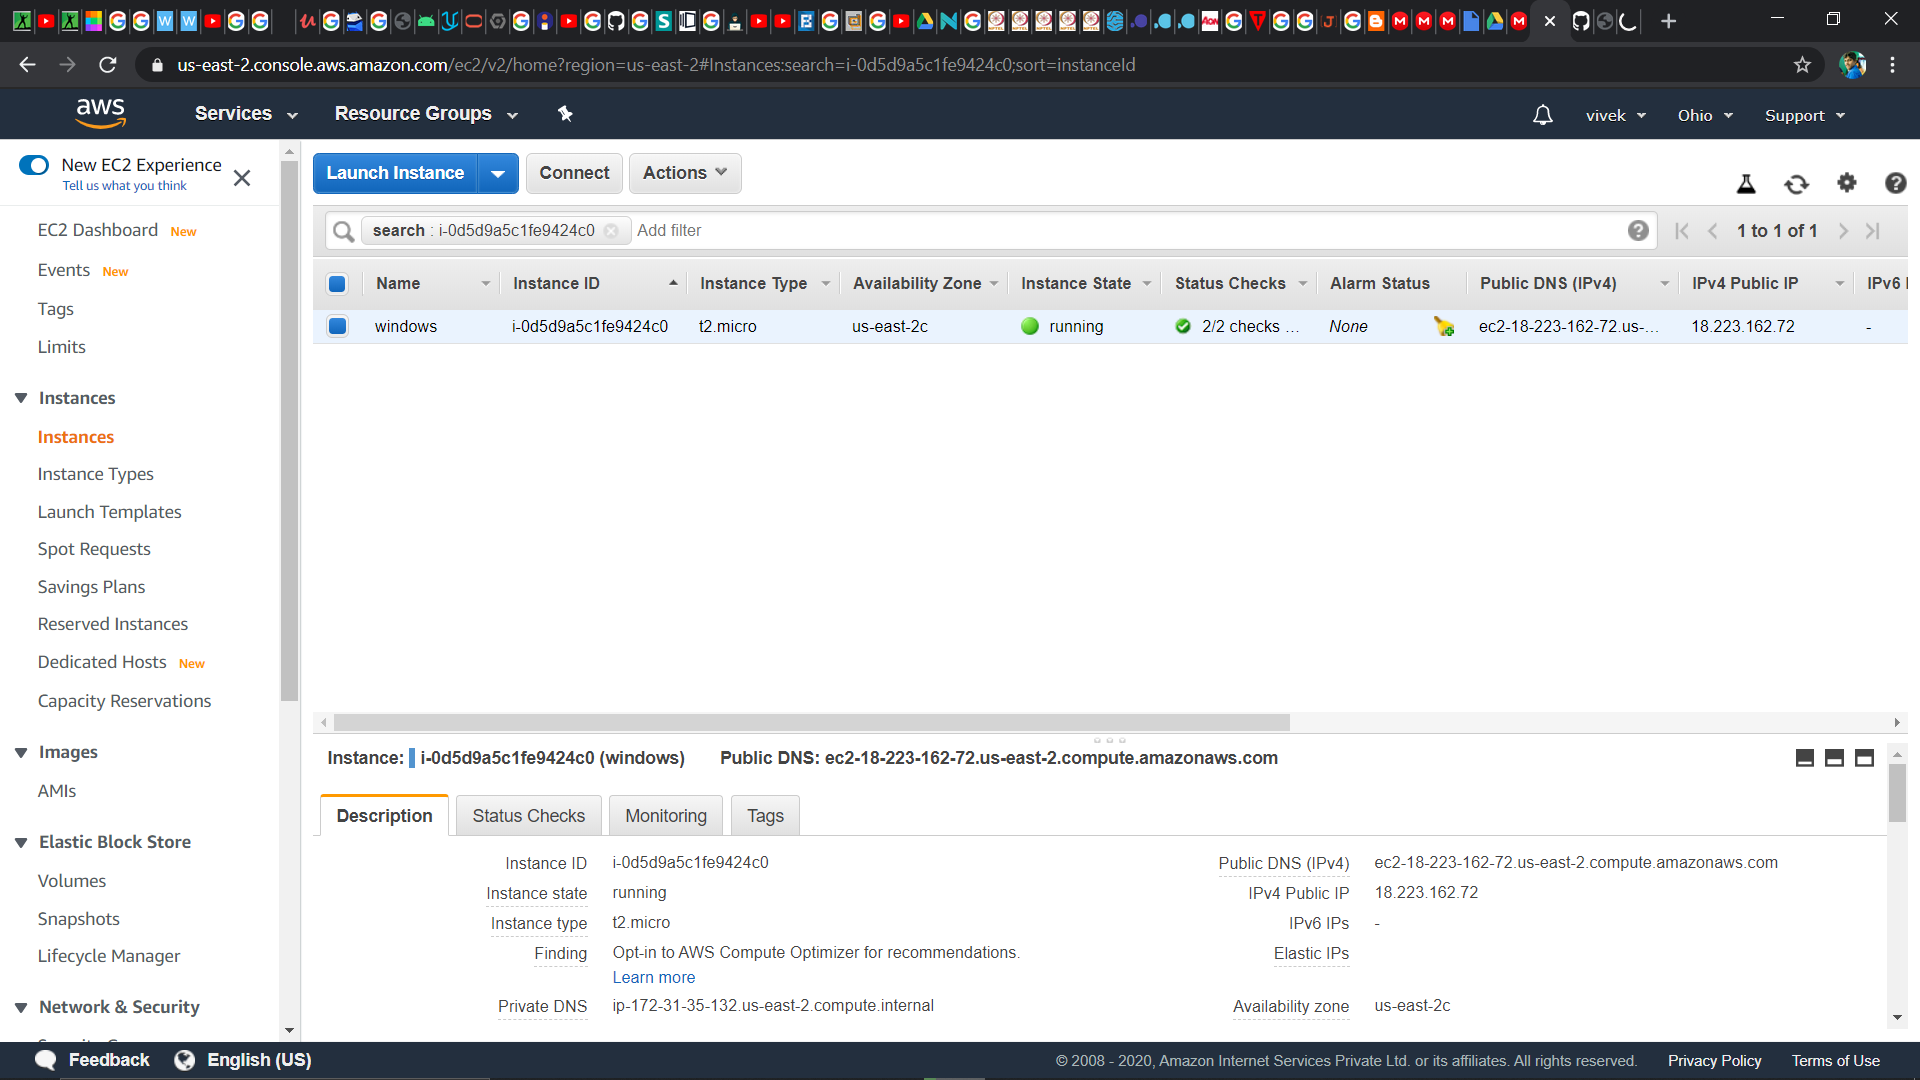 us-east-2.console.aws.amazon.com/ec2/v2/home?region=us-east-2#Instances:search=i-0d5d9a5c1fe9424c0;sort=instanceId
aws Services Resource Groups vivek Ohio Support
New EC2 Experience
Tell us what you think
EC2 Dashboard New
Events New
Tags
Limits
Instances
Instances
Instance Types
Launch Templates
Spot Requests
Savings Plans
Reserved Instances
Dedicated Hosts New
Capacity Reservations
Images
AMIs
Elastic Block Store
Volumes
Snapshots
Lifecycle Manager
Network & Security
Launch Instance Connect Actions
search : i-0d5d9a5c1fe9424c0 Add filter 1 to 1 of 1
Name Instance ID Instance Type Availability Zone Instance State Status Checks Alarm Status Public DNS (IPv4) IPv4 Public IP IPv6
windows i-0d5d9a5c1fe9424c0 t2.micro us-east-2c running 2/2 checks ... None ec2-18-223-162-72.us-... 18.223.162.72 -
Instance: i-0d5d9a5c1fe9424c0 (windows) Public DNS: ec2-18-223-162-72.us-east-2.compute.amazonaws.com
Description Status Checks Monitoring Tags
Instance ID i-0d5d9a5c1fe9424c0 Public DNS (IPv4) ec2-18-223-162-72.us-east-2.compute.amazonaws.com
Instance state running IPv4 Public IP 18.223.162.72
Instance type t2.micro IPv6 IPs -
Finding Opt-in to AWS Compute Optimizer for recommendations. Elastic IPs
Learn more
Private DNS ip-172-31-35-132.us-east-2.compute.internal Availability zone us-east-2c
Feedback English (US) © 2008 - 2020, Amazon Internet Services Private Ltd. or its affiliates. All rights reserved. Privacy Policy Terms of Use